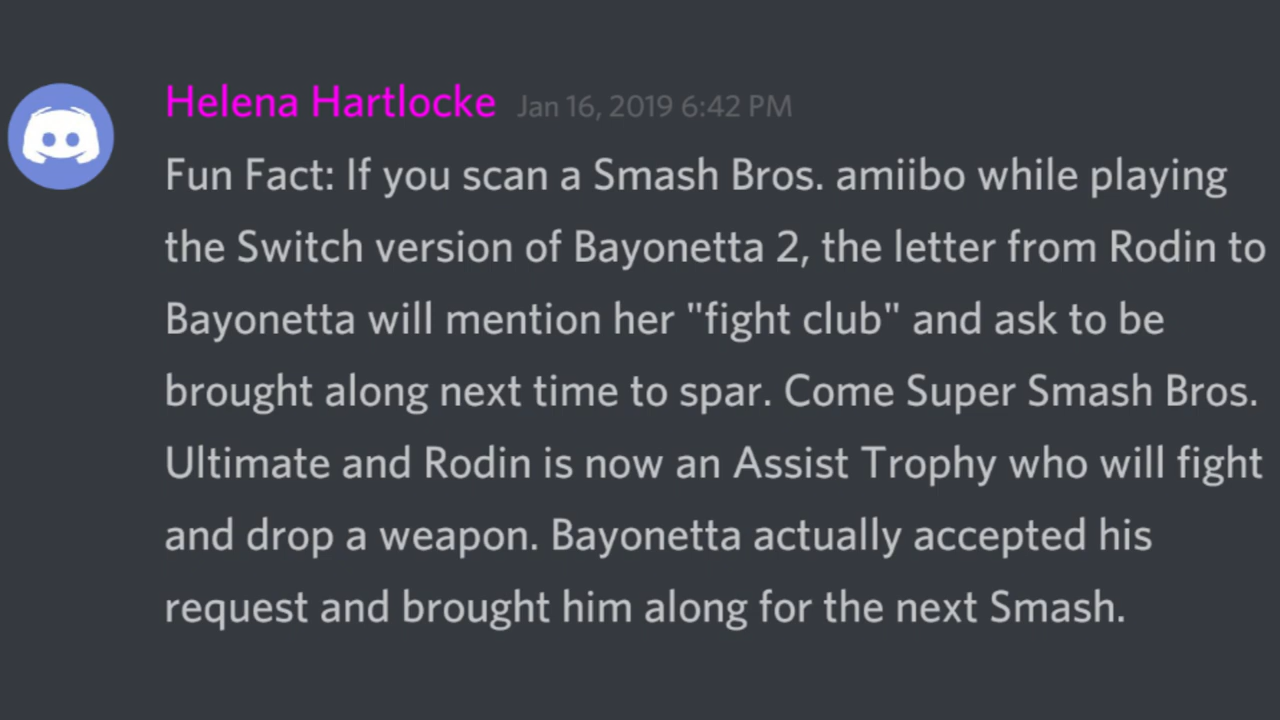 Helena Hartlocke Jan 16, 2019 6:42 PM
Fun Fact: If you scan a Smash Bros. amiibo while playing
the Switch version of Bayonetta 2, the letter from Rodin to
Bayonetta will mention her "fight club" and ask to be
brought along next time to spar. Come Super Smash Bros.
Ultimate and Rodin is now an Assist Trophy who will fight
and drop a weapon. Bayonetta actually accepted his
request and brought him along for the next Smash.